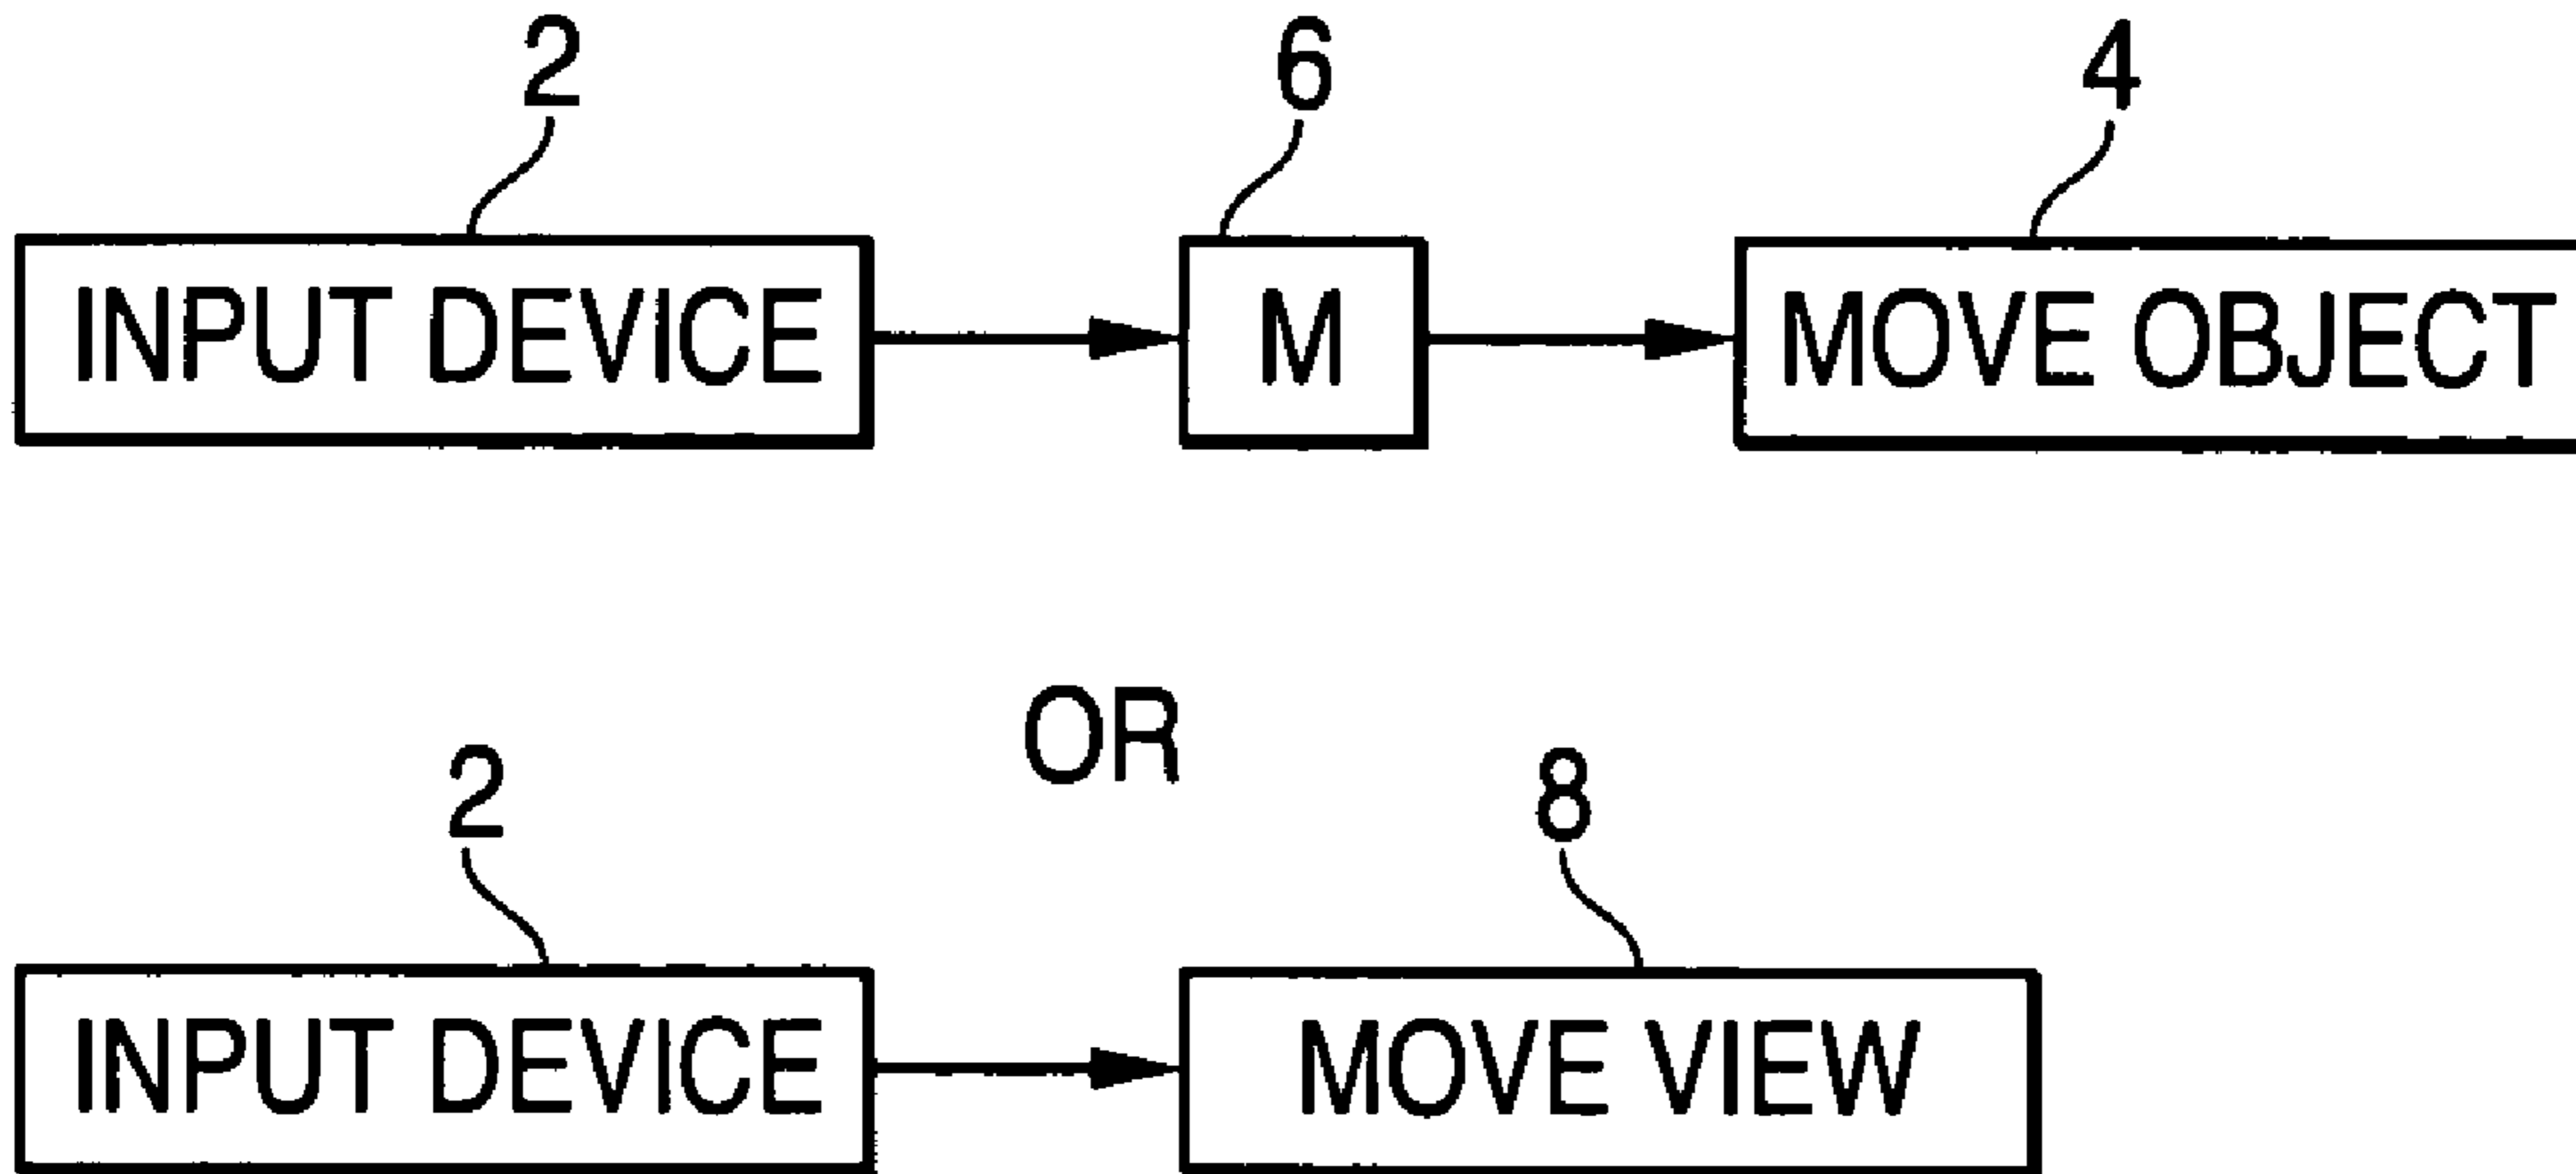 2 6 4
INPUT DEVICE M MOVE OBJECT
OR
2 8
INPUT DEVICE MOVE VIEW